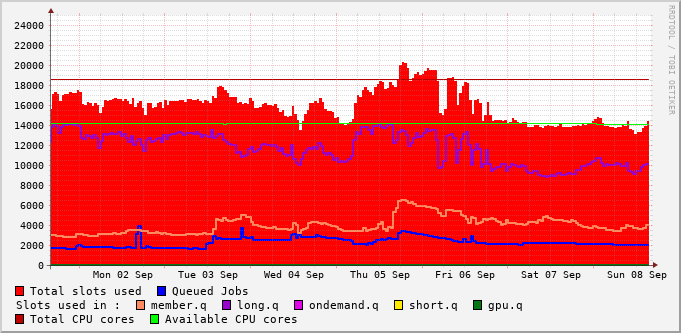 RRDTOOL / TOBI OETIKER
24000
22000
20000
18000
16000
14000
12000
10000
8000
6000
4000
2000
0
Mon 02 Sep Tue 03 Sep Wed 04 Sep Thu 05 Sep Fri 06 Sep Sat 07 Sep Sun 08 Sep
Total slots used Queued Jobs
Slots used in : member.q long.q ondemand.q short.q gpu.q
Total CPU cores Available CPU cores